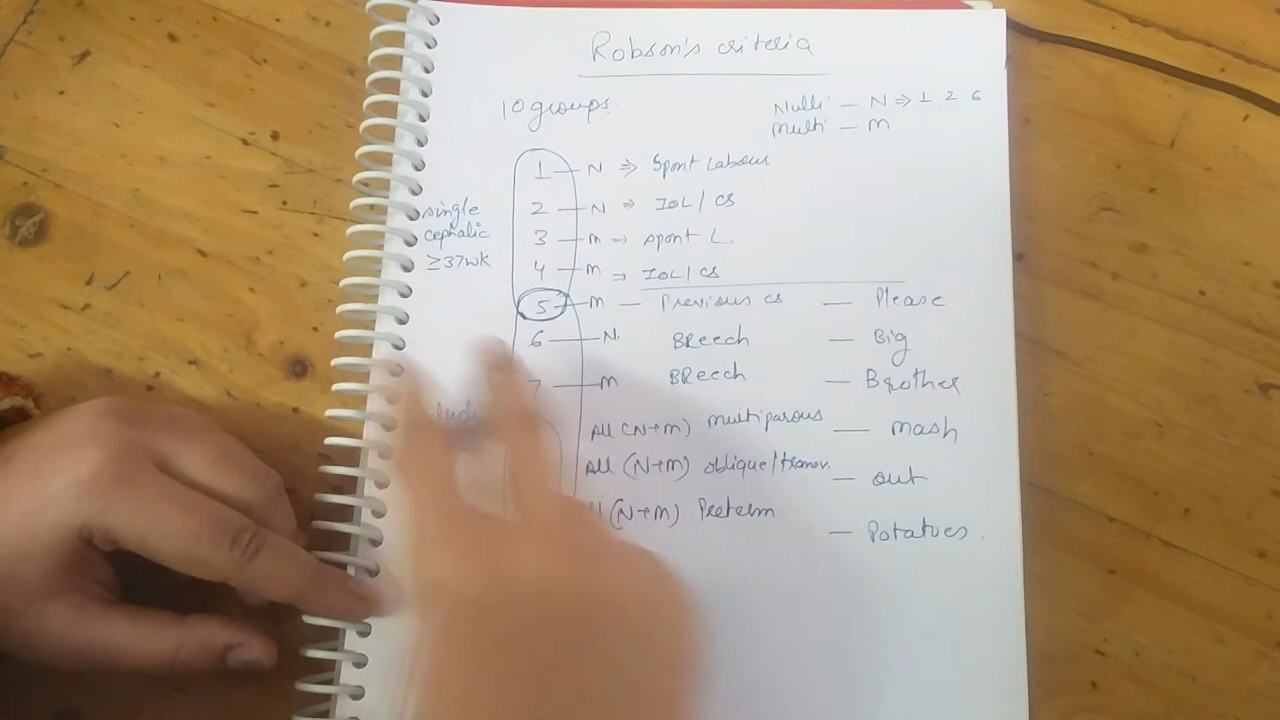 Robson's criteria
10 groups.
Nulli — N ⇒ 1 2 6
multi — m
1 — N ⇒ Spont Labour
2 — N ⇒ IOL / CS
3 — m ⇒ spont L.
4 — m ⇒ IOL / CS
single
cephalic
≥37wk
5 — m — Previous cs — Please
6 — N. BReech — Big
7 — m BReech — Brother
All (N+m) multiparous — mash
All (N+m) oblique/transv. — out
(N+m) Preterm — Potatoes.